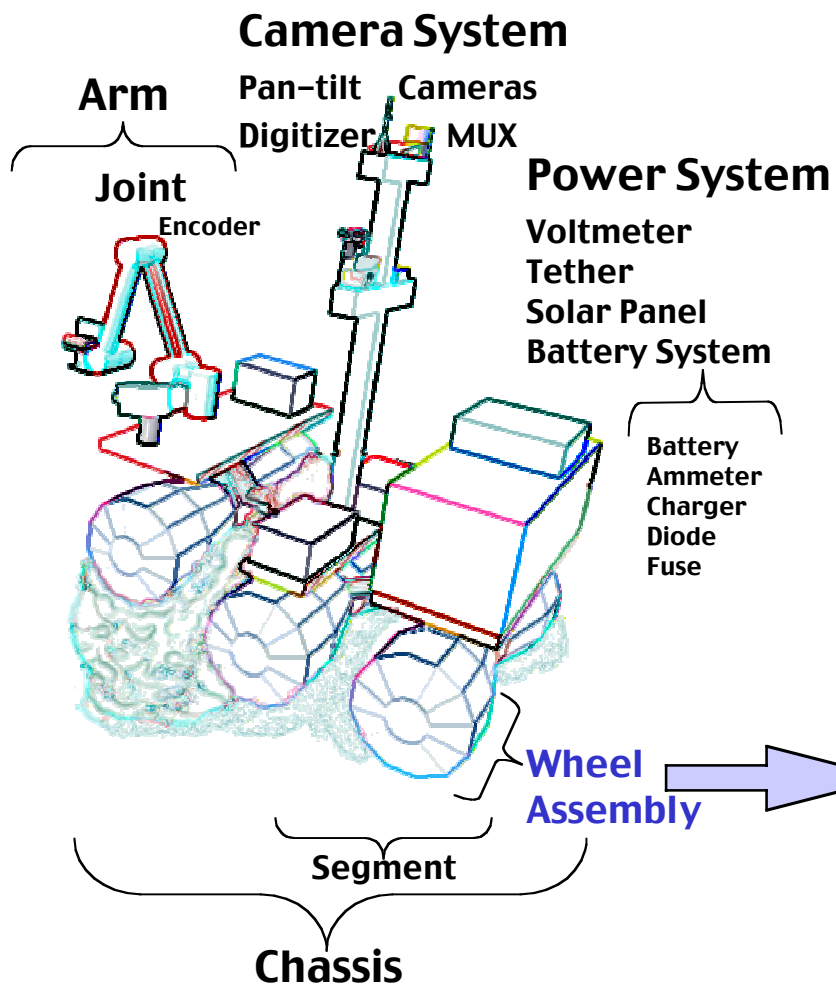 Camera System
Pan-tilt Cameras
Digitizer MUX
Arm
Joint
Encoder
Power System
Voltmeter
Tether
Solar Panel
Battery System
Battery
Ammeter
Charger
Diode
Fuse
Wheel
Assembly
Segment
Chassis